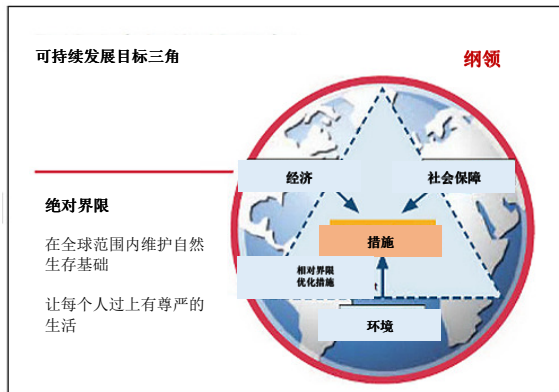 可持续发展目标三角
纲领
经济
社会保障
绝对界限
措施
在全球范围内维护自然
生存基础
相对界限
优化措施
t
让每个人过上有尊严的
生活
环境